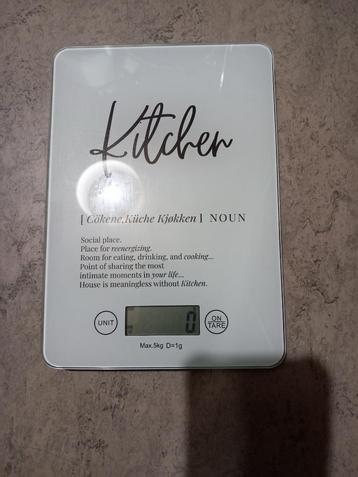 Kitchen
[ Cökene,Küche Kjøkken ] NOUN
Social place.
Place for reenergizing.
Room for eating, drinking, and cooking...
Point of sharing the most
intimate moments in your life...
House is meaningless without Kitchen.
UNIT
0
ON
TARE
Max.5kg D=1g